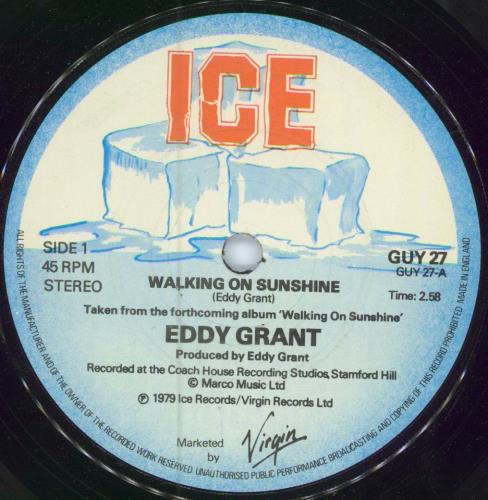 ICE
SIDE 1
45 RPM
STEREO
GUY 27
GUY-27-A
Time: 2.58
WALKING ON SUNSHINE
(Eddy Grant)
Taken from the forthcoming album 'Walking On Sunshine'
EDDY GRANT
Produced by Eddy Grant
Recorded at the Coach House Recording Studios, Stamford Hill
© Marco Music Ltd
℗ 1979 Ice Records/Virgin Records Ltd
Marketed by Virgin
ALL RIGHTS OF THE MANUFACTURER AND OF THE OWNER OF THE RECORDED WORK RESERVED. UNAUTHORISED PUBLIC PERFORMANCE BROADCASTING AND COPYING OF THIS RECORD PROHIBITED. MADE IN ENGLAND